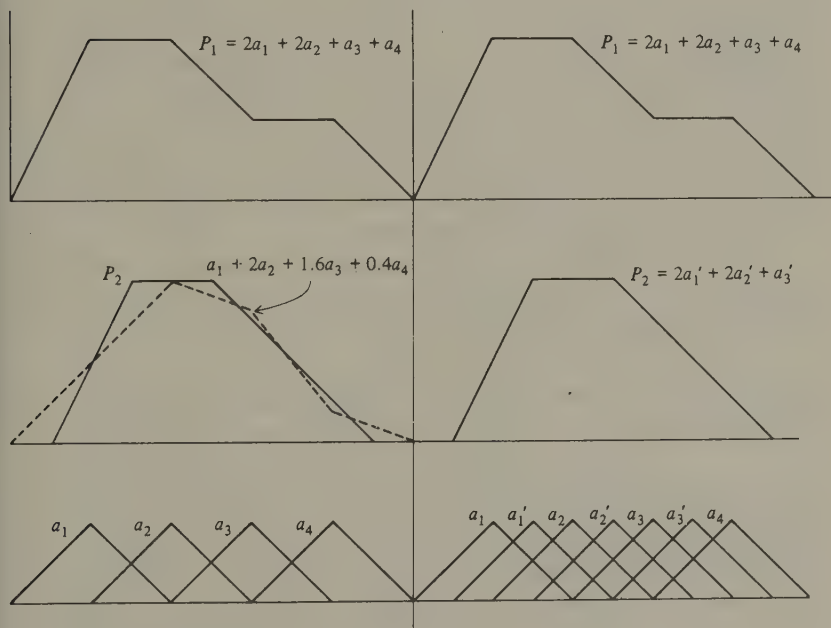 P₁ = 2a₁ + 2a₂ + a₃ + a₄
P₁ = 2a₁ + 2a₂ + a₃ + a₄
P₂
a₁ + 2a₂ + 1.6a₃ + 0.4a₄
P₂ = 2a₁′ + 2a₂′ + a₃′
a₁ a₂ a₃ a₄
a₁ a₁′ a₂ a₂′ a₃ a₃′ a₄